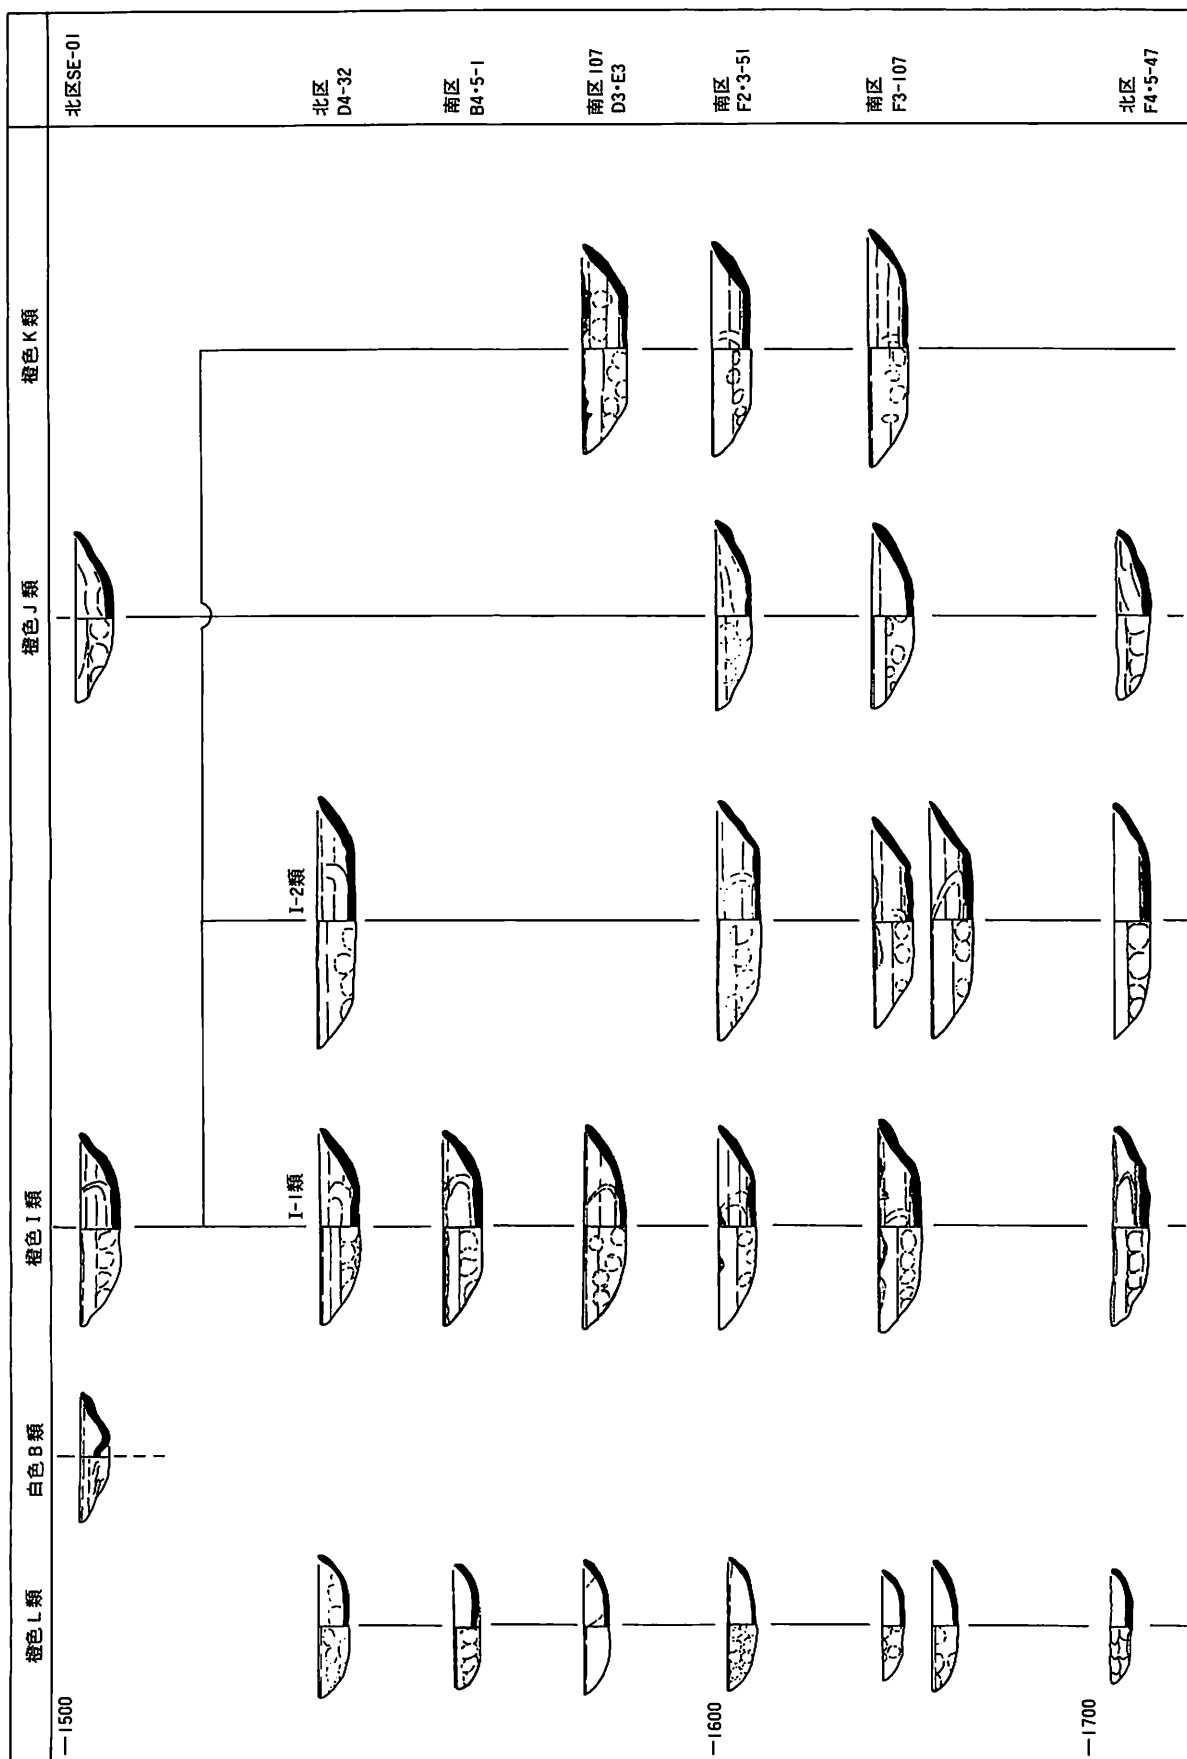 橙色L類
白色B類
橙色I類
橙色J類
橙色K類
—1500
北区SE-01
I-1類
I-2類
北区
D4-32
南区
B4・5-1
南区107
D3・E3
—1600
南区
F2・3-51
南区
F3-107
—1700
北区
F4・5-47